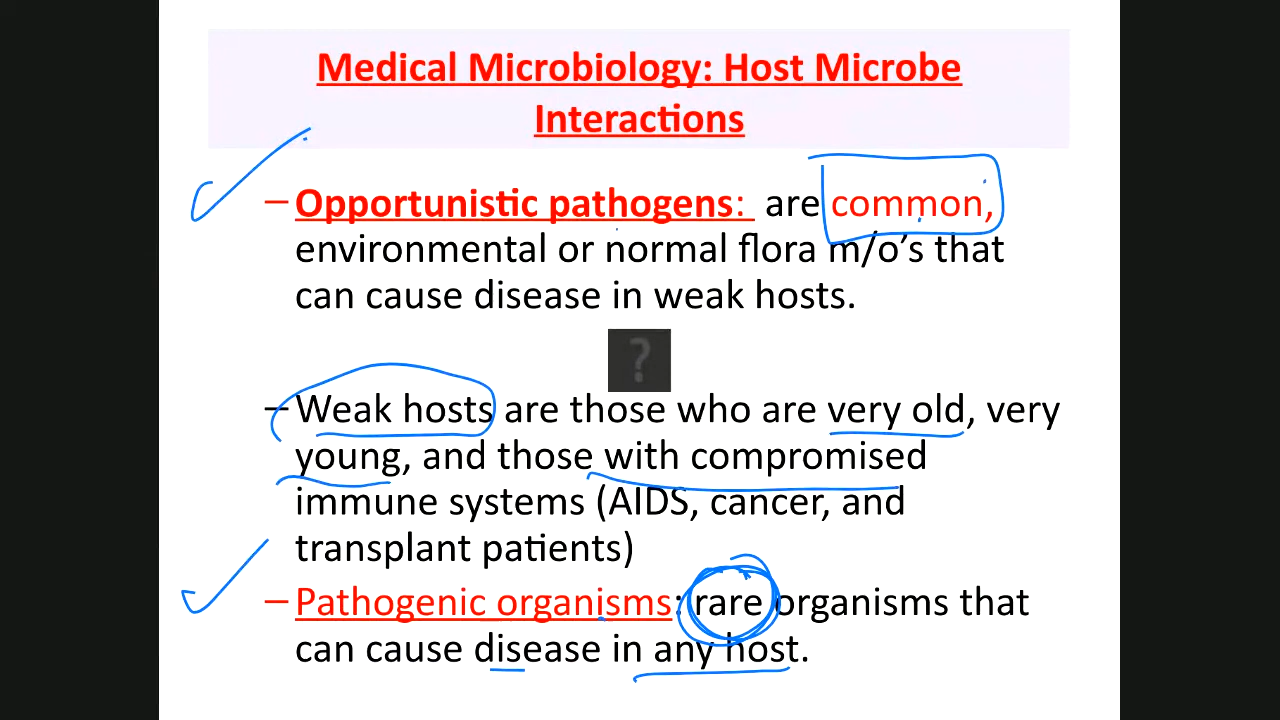 Medical Microbiology: Host Microbe
Interactions
– Opportunistic pathogens: are common,
environmental or normal flora m/o’s that
can cause disease in weak hosts.
?
– Weak hosts are those who are very old, very
young, and those with compromised
immune systems (AIDS, cancer, and
transplant patients)
– Pathogenic organisms: rare organisms that
can cause disease in any host.